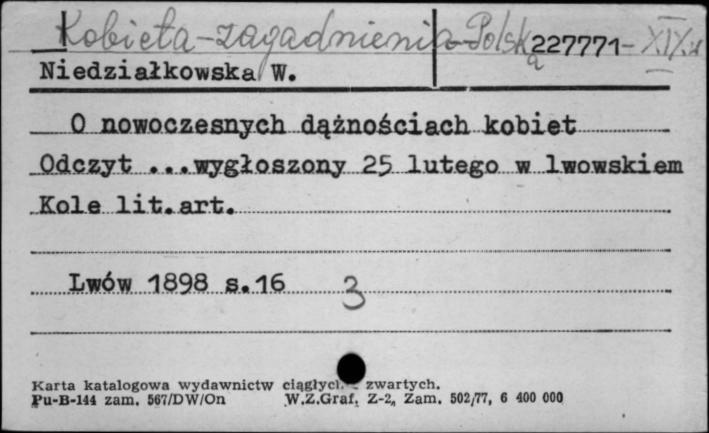 Kobieta - zagadnienia - Polska - XIX w
227771
Niedziałkowska W.
O nowoczesnych dążnościach kobiet
Odczyt ...wygłoszony 25 lutego w lwowskiem
Kole lit.art.
Lwów 1898 s.16 3
Karta katalogowa wydawnictw ciągłych - zwartych.
Pu-B-144 zam. 567/DW/On W.Z.Graf. Z-2, Zam. 502/77, 6 400 000